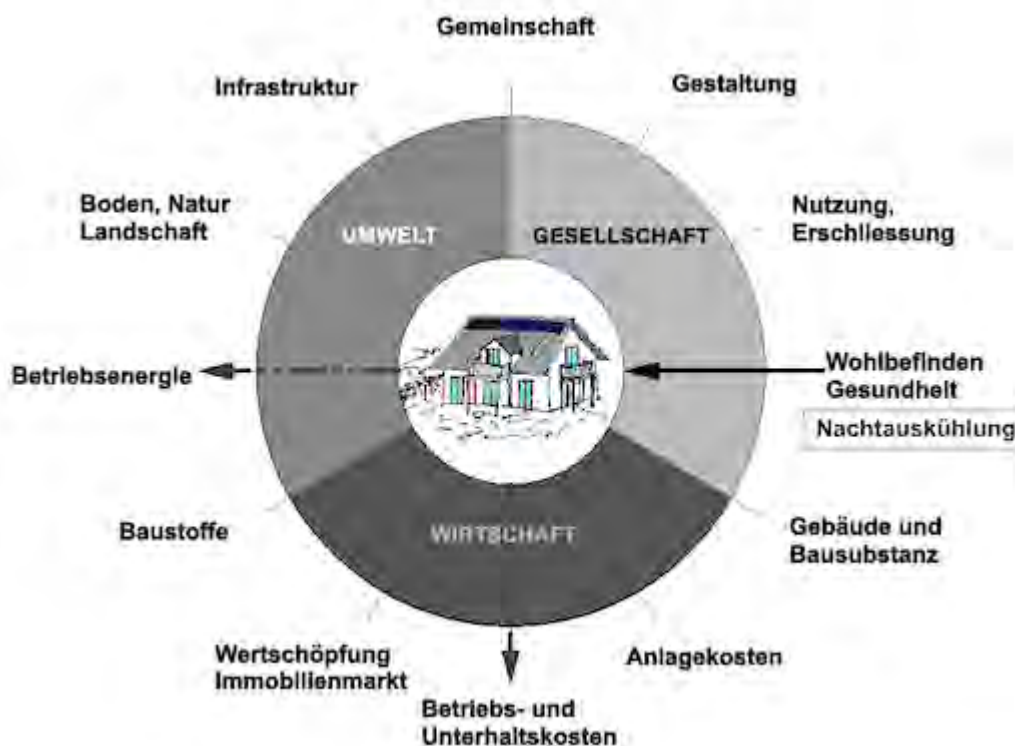 Gemeinschaft
Infrastruktur
Gestaltung
Boden, Natur
Landschaft
Nutzung,
Erschliessung
UMWELT
GESELLSCHAFT
Betriebsenergie
Wohlbefinden
Gesundheit
Nachtauskühlung
Baustoffe
WIRTSCHAFT
Gebäude und
Bausubstanz
Wertschöpfung
Immobilienmarkt
Anlagekosten
Betriebs- und
Unterhaltskosten